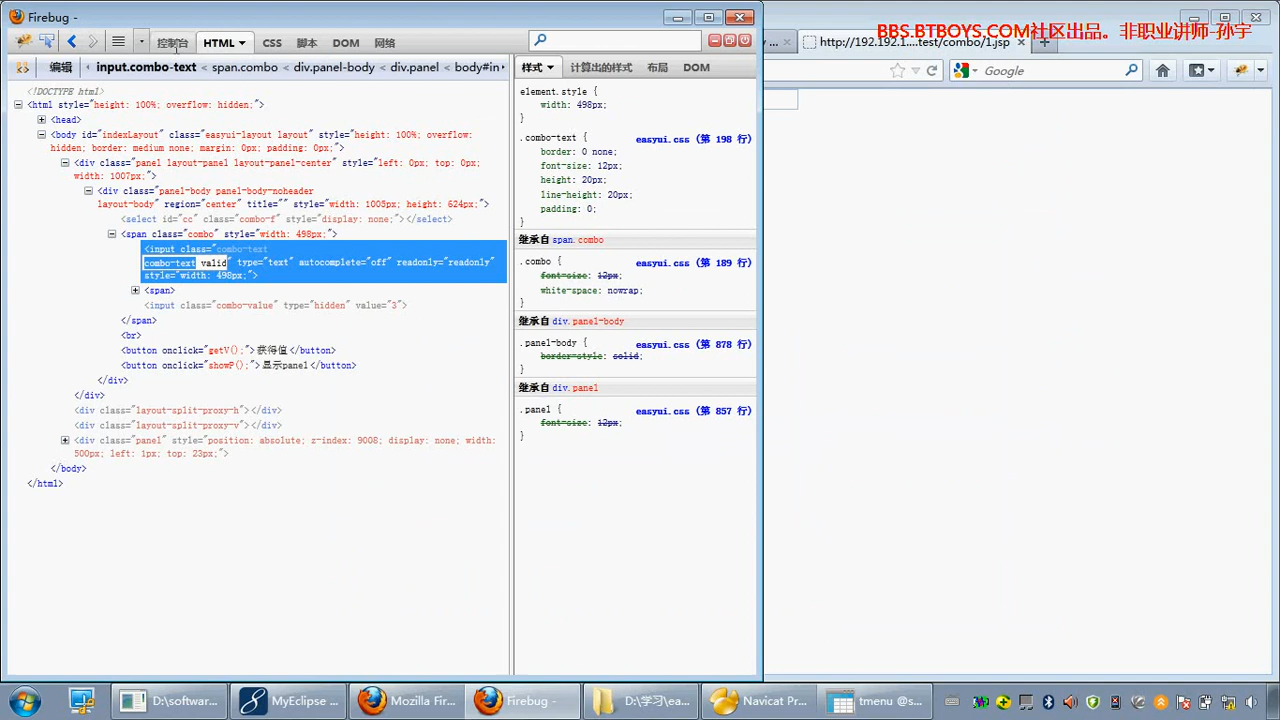 Firebug -
BBS.BTBOYS.COM社区出品。非职业讲师-孙宇
控制台 HTML CSS 脚本 DOM 网络
http://192.192.1....test/combo/1.jsp
编辑 input.combo-text < span.combo < div.panel-body < div.panel < body#in
样式 计算出的样式 布局 DOM
Google
<!DOCTYPE html>
<html style="height: 100%; overflow: hidden;">
<head>
<body id="indexLayout" class="easyui-layout layout" style="height: 100%; overflow:
hidden; border: medium none; margin: 0px; padding: 0px;">
<div class="panel layout-panel layout-panel-center" style="left: 0px; top: 0px;
width: 1007px;">
<div class="panel-body panel-body-noheader
layout-body" region="center" title="" style="width: 1005px; height: 624px;">
<select id="cc" class="combo-f" style="display: none;"></select>
<span class="combo" style="width: 498px;">
<input class="combo-text
combo-text valid" type="text" autocomplete="off" readonly="readonly"
style="width: 498px;">
<span>
<input class="combo-value" type="hidden" value="3">
</span>
<br>
<button onclick="getV();">获得值</button>
<button onclick="showP();">显示panel</button>
</div>
</div>
<div class="layout-split-proxy-h"></div>
<div class="layout-split-proxy-v"></div>
<div class="panel" style="position: absolute; z-index: 9008; display: none; width:
500px; left: 1px; top: 23px;">
</body>
</html>
element.style {
width: 498px;
}
.combo-text { easyui.css (第 198 行)
border: 0 none;
font-size: 12px;
height: 20px;
line-height: 20px;
padding: 0;
}
继承自 span.combo
.combo { easyui.css (第 189 行)
font-size: 12px;
white-space: nowrap;
}
继承自 div.panel-body
.panel-body { easyui.css (第 878 行)
border-style: solid;
}
继承自 div.panel
.panel { easyui.css (第 857 行)
font-size: 12px;
}
D:\softwar... MyEclipse ... Mozilla Fir... Firebug - D:\学习\ea... Navicat Pr... tmenu @s...